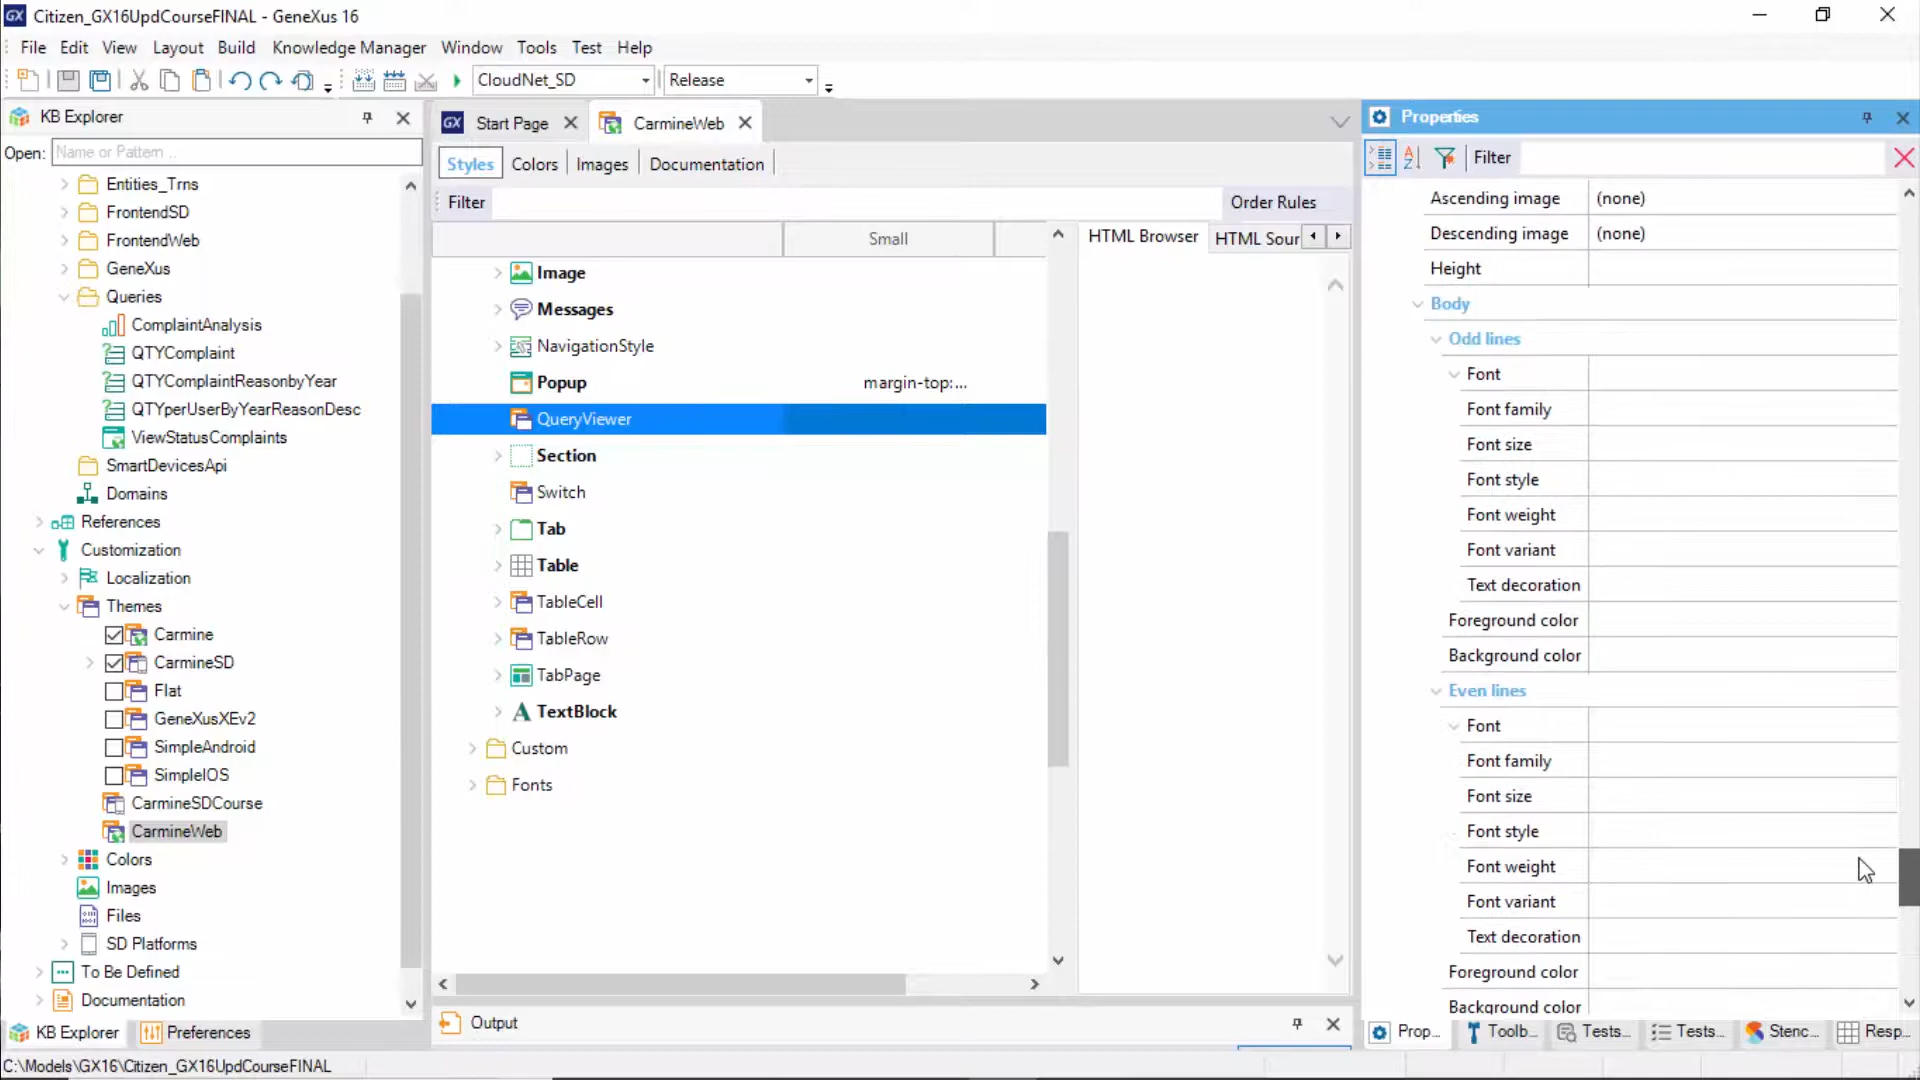 Citizen_GX16UpdCourseFINAL - GeneXus 16
File Edit View Layout Build Knowledge Manager Window Tools Test Help
CloudNet_SD Release
KB Explorer
Open: Name or Pattern ..
Entities_Trns
FrontendSD
FrontendWeb
GeneXus
Queries
ComplaintAnalysis
QTYComplaint
QTYComplaintReasonbyYear
QTYperUserByYearReasonDesc
ViewStatusComplaints
SmartDevicesApi
Domains
References
Customization
Localization
Themes
Carmine
CarmineSD
Flat
GeneXusXEv2
SimpleAndroid
SimpleIOS
CarmineSDCourse
CarmineWeb
Colors
Images
Files
SD Platforms
To Be Defined
Documentation
KB Explorer Preferences
GX Start Page CarmineWeb
Styles Colors Images Documentation
Filter Order Rules
Small
Image
Messages
NavigationStyle
Popup margin-top:...
QueryViewer
Section
Switch
Tab
Table
TableCell
TableRow
TabPage
TextBlock
Custom
Fonts
HTML Browser HTML Sour
Output
Properties
Filter
Ascending image (none)
Descending image (none)
Height
Body
Odd lines
Font
Font family
Font size
Font style
Font weight
Font variant
Text decoration
Foreground color
Background color
Even lines
Font
Font family
Font size
Font style
Font weight
Font variant
Text decoration
Foreground color
Background color
Prop... Toolb... Tests... Tests... Stenc... Resp...
C:\Models\GX16\Citizen_GX16UpdCourseFINAL